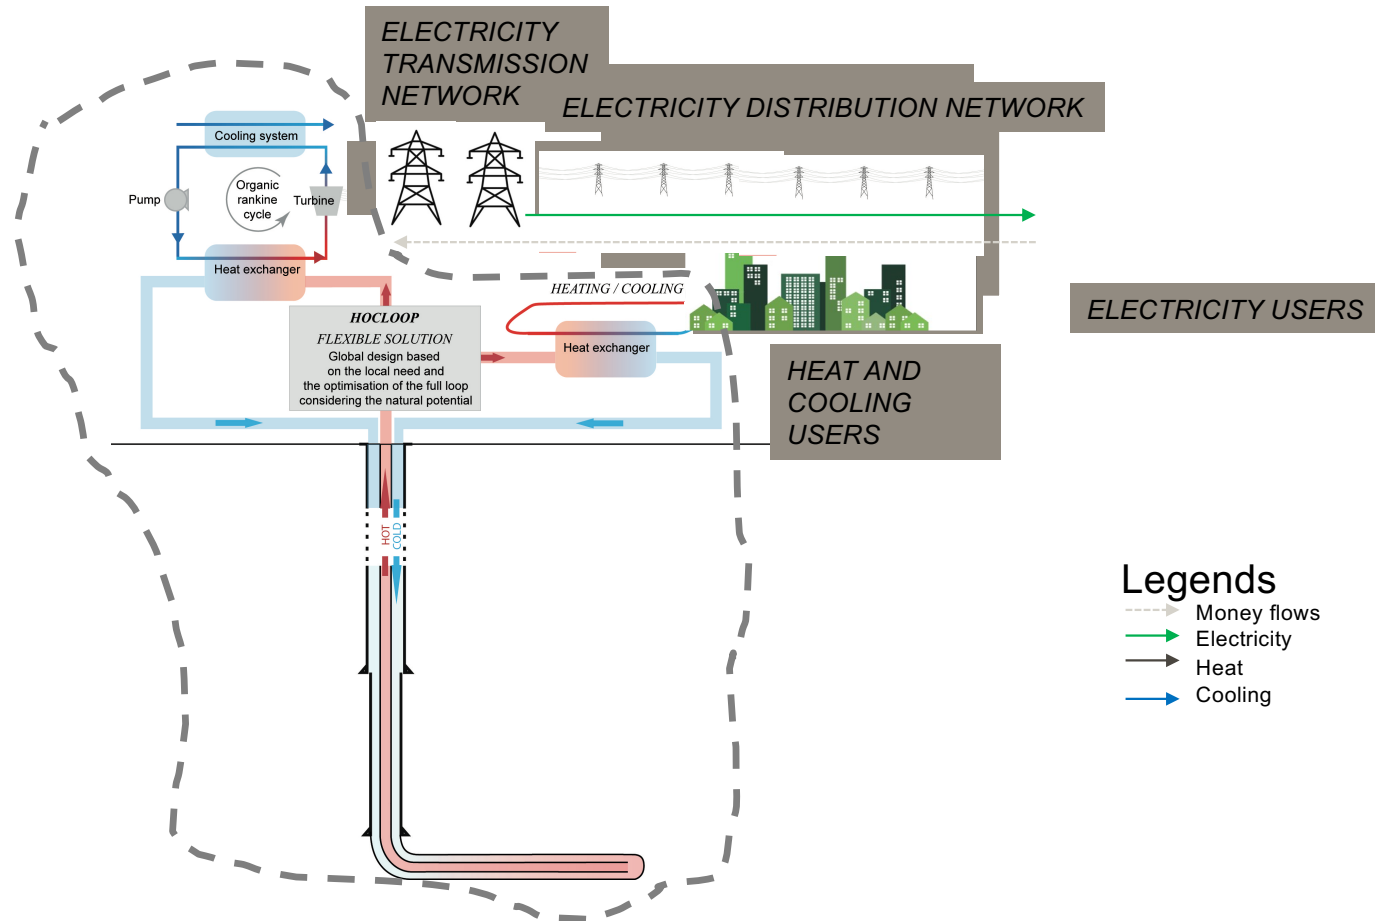 ELECTRICITY
TRANSMISSION
NETWORK
ELECTRICITY DISTRIBUTION NETWORK
Cooling system
Pump
Organic
rankine
cycle
Turbine
Heat exchanger
HEATING / COOLING
HOCLOOP
FLEXIBLE SOLUTION
Global design based
on the local need and
the optimisation of the full loop
considering the natural potential
Heat exchanger
ELECTRICITY USERS
HEAT AND
COOLING
USERS
HOT
COLD
Legends
Money flows
Electricity
Heat
Cooling